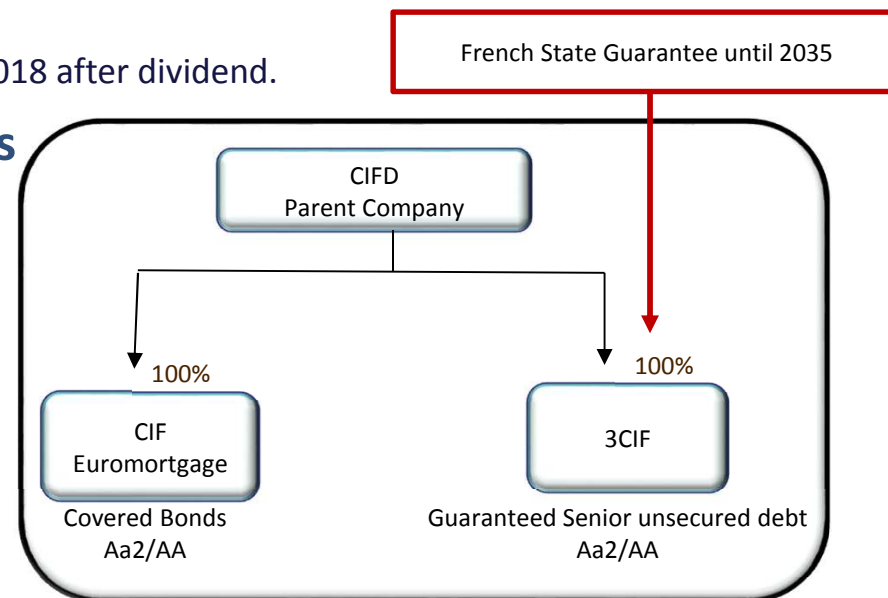 French State Guarantee until 2035
018 after dividend.
s
CIFD
Parent Company
100%
100%
CIF
Euromortgage
3CIF
Covered Bonds
Aa2/AA
Guaranteed Senior unsecured debt
Aa2/AA